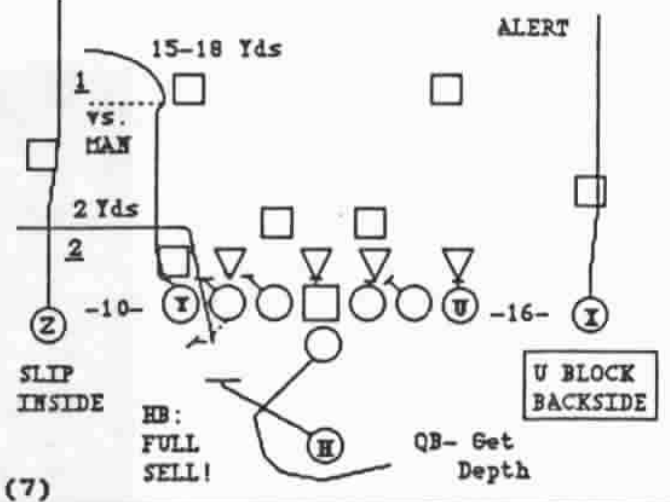 ALERT
15-18 Yds
1
vs.
MAN
2 Yds
2
Z
-10-
Y
U
-16-
X
SLIP
INSIDE
U BLOCK
BACKSIDE
HB:
FULL
SELL!
H
QB- Get
Depth
(7)